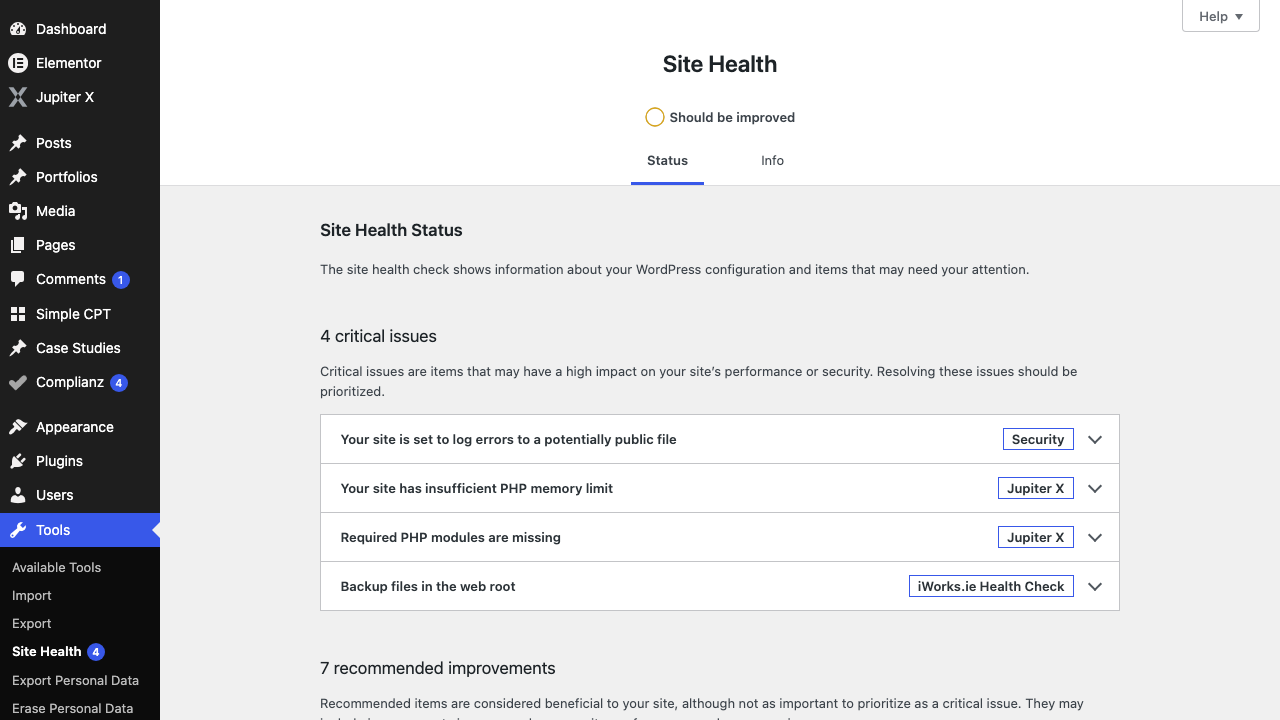 Dashboard
Elementor
Jupiter X
Posts
Portfolios
Media
Pages
Comments 1
Simple CPT
Case Studies
Complianz 4
Appearance
Plugins
Users
Tools
Available Tools
Import
Export
Site Health 4
Export Personal Data
Erase Personal Data
Help
Site Health
Should be improved
Status Info
Site Health Status
The site health check shows information about your WordPress configuration and items that may need your attention.
4 critical issues
Critical issues are items that may have a high impact on your site's performance or security. Resolving these issues should be
prioritized.
Your site is set to log errors to a potentially public file Security
Your site has insufficient PHP memory limit Jupiter X
Required PHP modules are missing Jupiter X
Backup files in the web root iWorks.ie Health Check
7 recommended improvements
Recommended items are considered beneficial to your site, although not as important to prioritize as a critical issue. They may